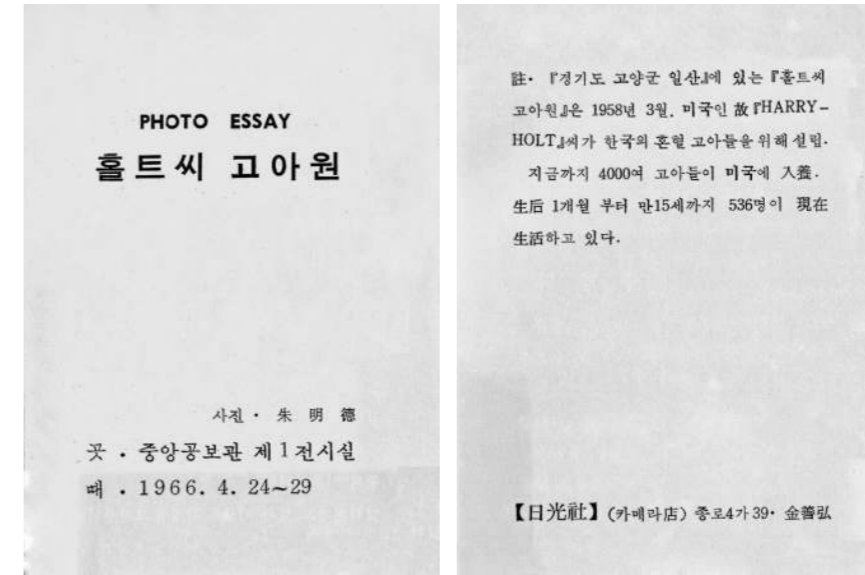 PHOTO ESSAY
홀트씨 고아원
사진 · 朱明德
곳 · 중앙공보관 제1전시실
때 · 1966. 4. 24~29
註· 『경기도 고양군 일산』에 있는 『홀트씨
고아원』은 1958년 3월. 미국인 故『HARRY-
HOLT』씨가 한국의 혼혈 고아들을 위해 설립.
지금까지 4000여 고아들이 미국에 入養.
生后 1개월 부터 만15세까지 536명이 現在
生活하고 있다.
【日光社】(카메라店) 종로4가 39· 金善弘